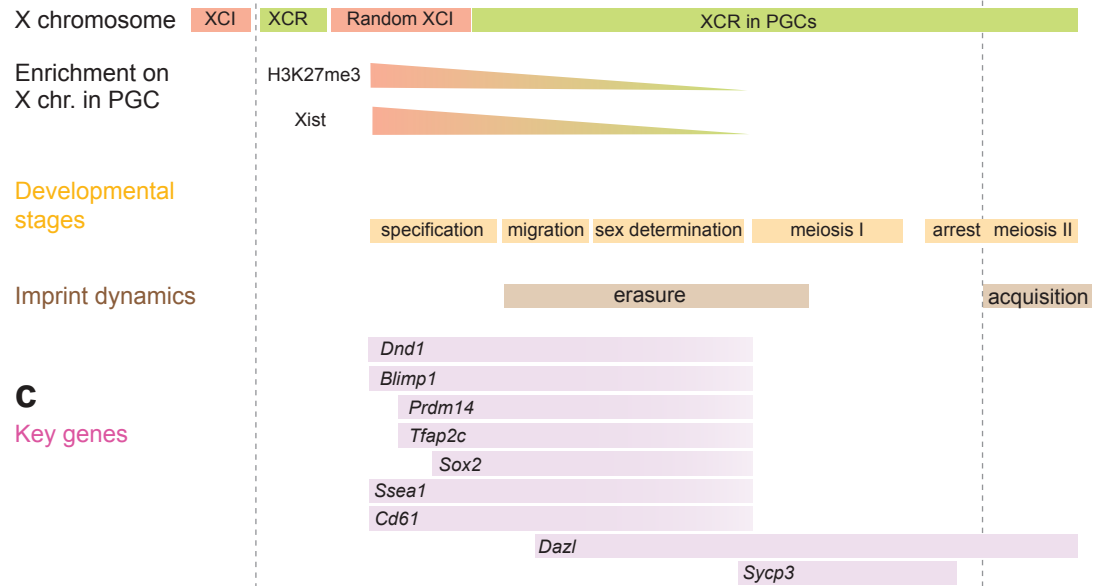 X chromosome XCI XCR Random XCI XCR in PGCs
Enrichment on
X chr. in PGC
H3K27me3
Xist
Developmental
stages
specification migration sex determination meiosis I arrest meiosis II
Imprint dynamics erasure acquisition
c
Key genes
Dnd1
Blimp1
Prdm14
Tfap2c
Sox2
Ssea1
Cd61
Dazl
Sycp3